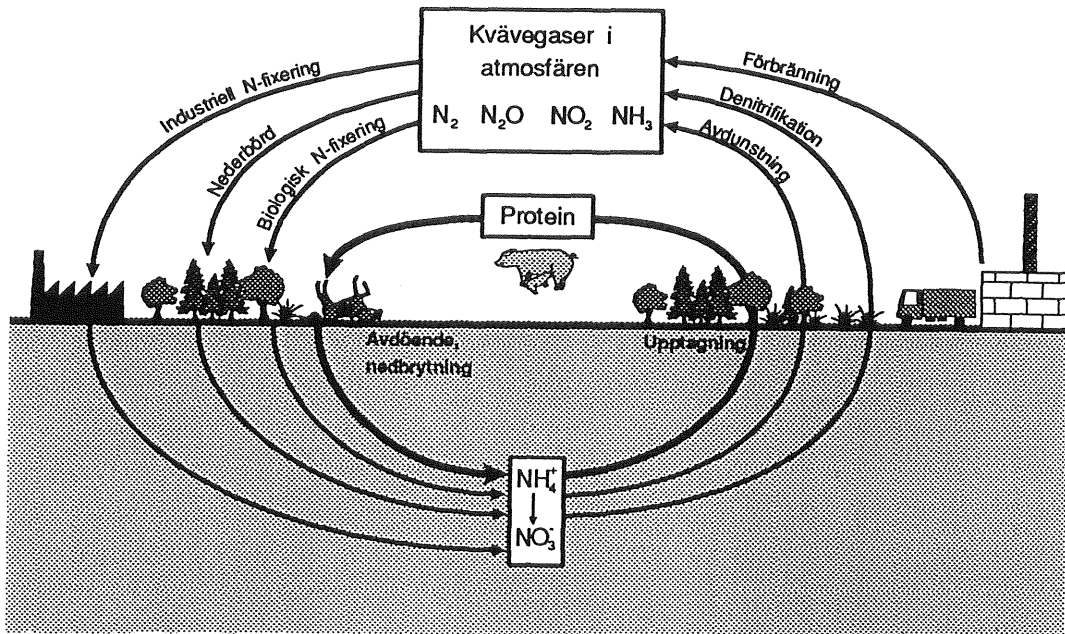 Kvävegaser i
atmosfären
N₂ N₂O NO₂ NH₃
Industriell N-fixering
Nederbörd
Biologisk N-fixering
Förbränning
Denitrifikation
Avdunstning
Protein
Avdöende,
nedbrytning
Upptagning
NH₄⁺
NO₃⁻